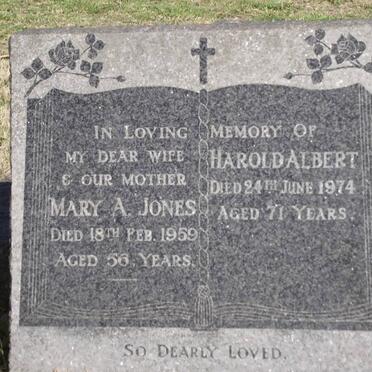 IN LOVING MEMORY OF
MY DEAR WIFE
& OUR MOTHER
MARY A. JONES
DIED 18TH FEB. 1959
AGED 56 YEARS.
HAROLD ALBERT
DIED 24TH JUNE 1974
AGED 71 YEARS.
SO DEARLY LOVED.